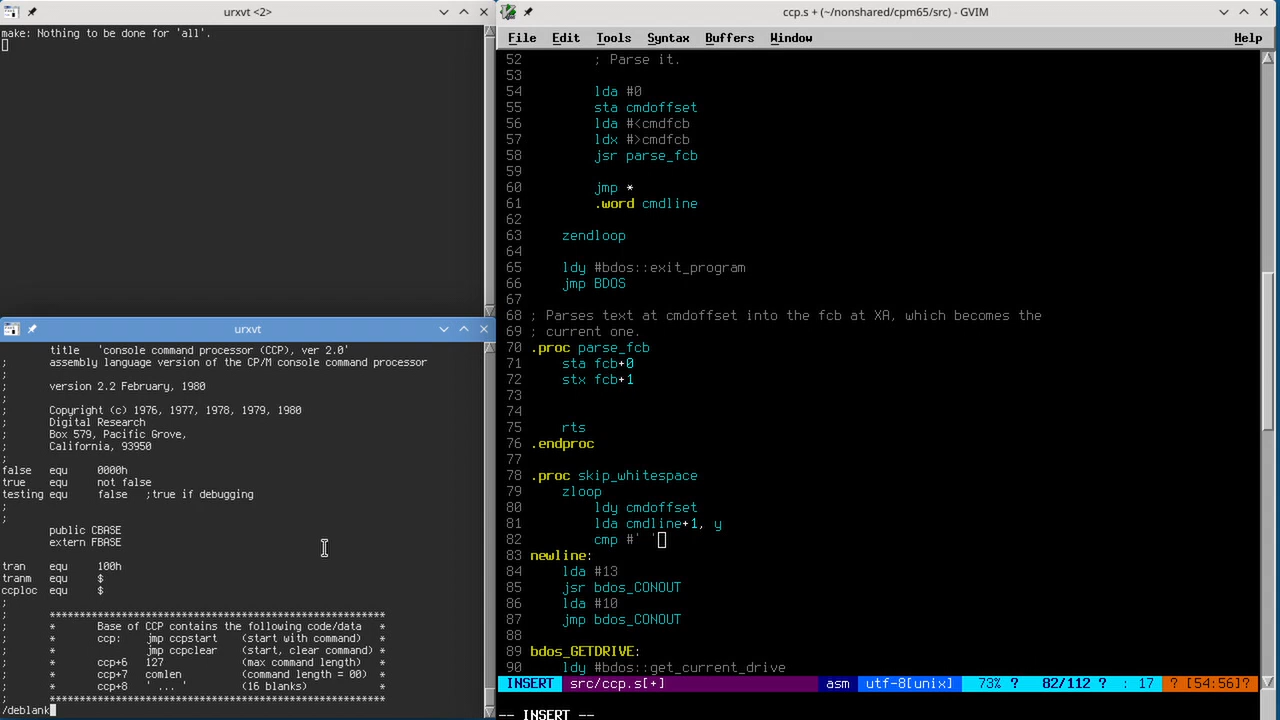 urxvt <2>
make: Nothing to be done for 'all'.
urxvt
title 'console command processor (CCP), ver 2.0'
; assembly language version of the CP/M console command processor
;
; version 2.2 February, 1980
;
; Copyright (c) 1976, 1977, 1978, 1979, 1980
; Digital Research
; Box 579, Pacific Grove,
; California, 93950
;
false equ 0000h
true equ not false
testing equ false ;true if debugging
;
;
public CBASE
extern FBASE
tran equ 100h
tranm equ $
ccploc equ $
;
; ********************************************************
; * Base of CCP contains the following code/data *
; * ccp: jmp ccpstart (start with command) *
; * jmp ccpclear (start, clear command) *
; * ccp+6 127 (max command length) *
; * ccp+7 comlen (command length = 00) *
; * ccp+8 ' ... ' (16 blanks) *
; ********************************************************
/deblank
ccp.s + (~/nonshared/cpm65/src) - GVIM
File Edit Tools Syntax Buffers Window Help
52 ; Parse it.
53
54 lda #0
55 sta cmdoffset
56 lda #<cmdfcb
57 ldx #>cmdfcb
58 jsr parse_fcb
59
60 jmp *
61 .word cmdline
62
63 zendloop
64
65 ldy #bdos::exit_program
66 jmp BDOS
67
68 ; Parses text at cmdoffset into the fcb at XA, which becomes the
69 ; current one.
70 .proc parse_fcb
71 sta fcb+0
72 stx fcb+1
73
74
75 rts
76 .endproc
77
78 .proc skip_whitespace
79 zloop
80 ldy cmdoffset
81 lda cmdline+1, y
82 cmp #' '
83 newline:
84 lda #13
85 jsr bdos_CONOUT
86 lda #10
87 jmp bdos_CONOUT
88
89 bdos_GETDRIVE:
90 ldy #bdos::get_current_drive
INSERT src/ccp.s[+] asm utf-8[unix] 73% ? 82/112 ? : 17 ? [54:56]?
-- INSERT --